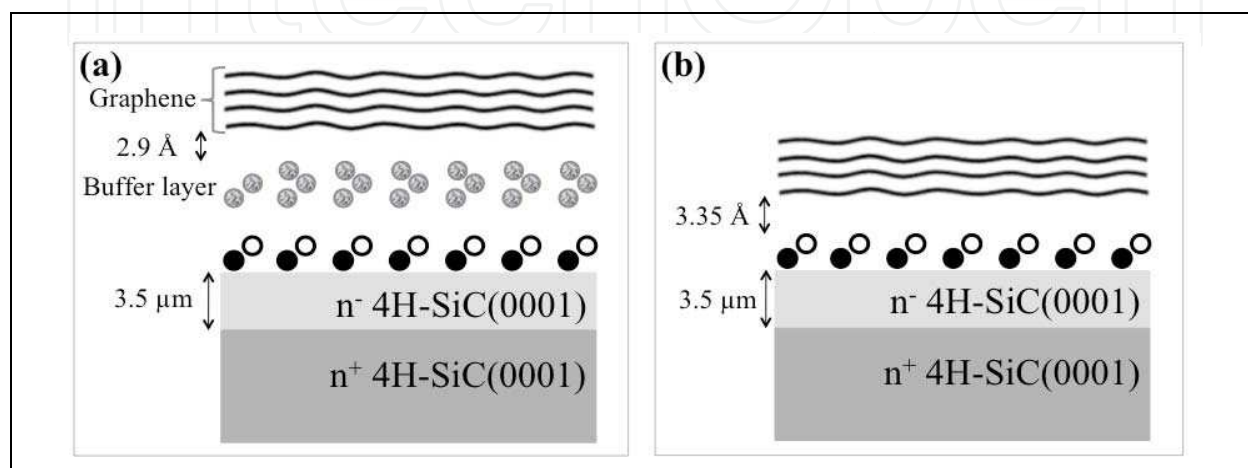 (a)
Graphene
2.9 Å
Buffer layer
3.5 µm
n⁻ 4H-SiC(0001)
n⁺ 4H-SiC(0001)
(b)
3.35 Å
3.5 µm
n⁻ 4H-SiC(0001)
n⁺ 4H-SiC(0001)